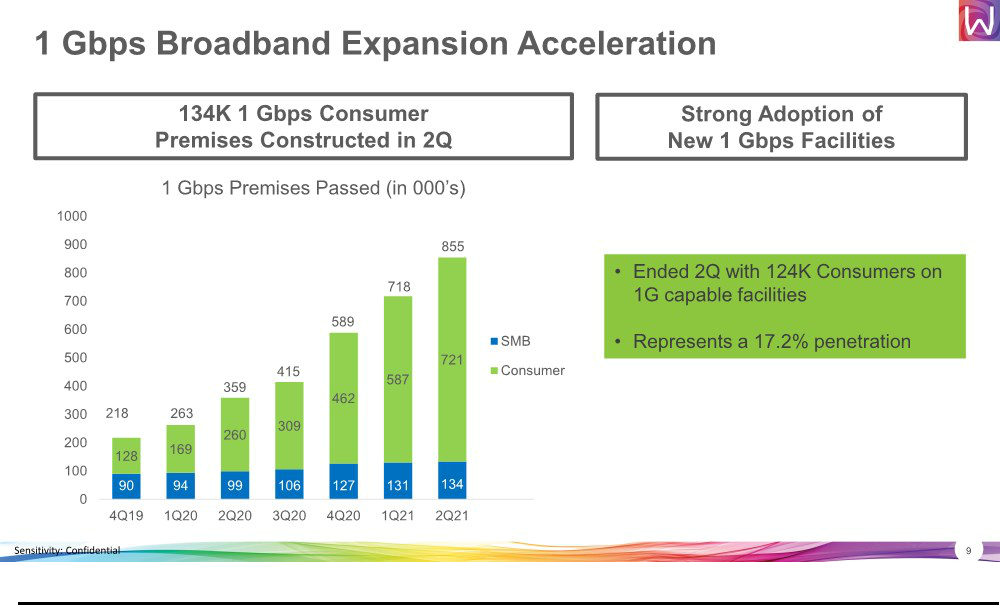 1 Gbps Broadband Expansion Acceleration
W
134K 1 Gbps Consumer
Premises Constructed in 2Q
Strong Adoption of
New 1 Gbps Facilities
1 Gbps Premises Passed (in 000's)
1000
900
800
700
600
500
400
300
200
100
0
218
263
359
415
589
718
855
128
169
260
309
462
587
721
90
94
99
106
127
131
134
4Q19
1Q20
2Q20
3Q20
4Q20
1Q21
2Q21
SMB
Consumer
• Ended 2Q with 124K Consumers on
1G capable facilities
• Represents a 17.2% penetration
Sensitivity: Confidential
9